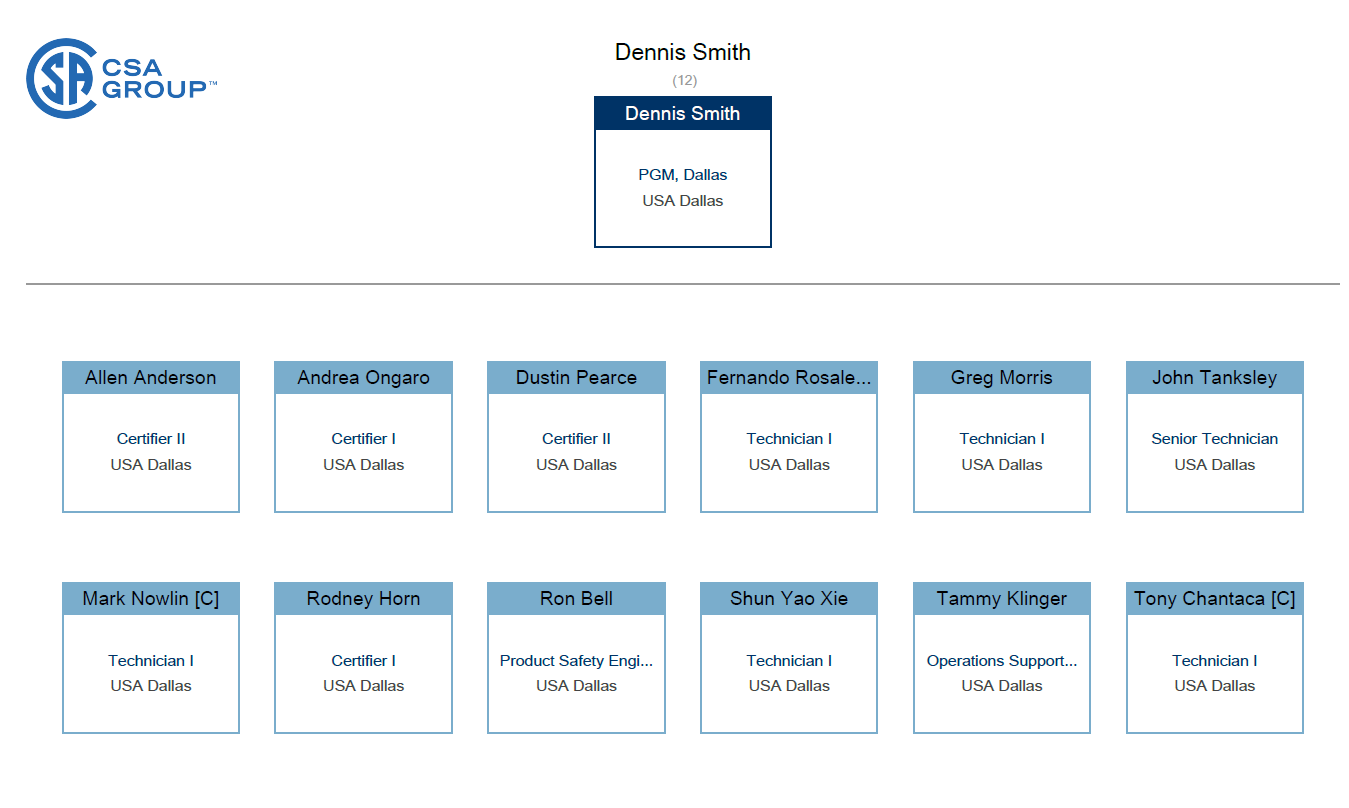 CSA
GROUP™
Dennis Smith
(12)
Dennis Smith
PGM, Dallas
USA Dallas
Allen Anderson
Certifier II
USA Dallas
Andrea Ongaro
Certifier I
USA Dallas
Dustin Pearce
Certifier II
USA Dallas
Fernando Rosale...
Technician I
USA Dallas
Greg Morris
Technician I
USA Dallas
John Tanksley
Senior Technician
USA Dallas
Mark Nowlin [C]
Technician I
USA Dallas
Rodney Horn
Certifier I
USA Dallas
Ron Bell
Product Safety Engi...
USA Dallas
Shun Yao Xie
Technician I
USA Dallas
Tammy Klinger
Operations Support...
USA Dallas
Tony Chantaca [C]
Technician I
USA Dallas